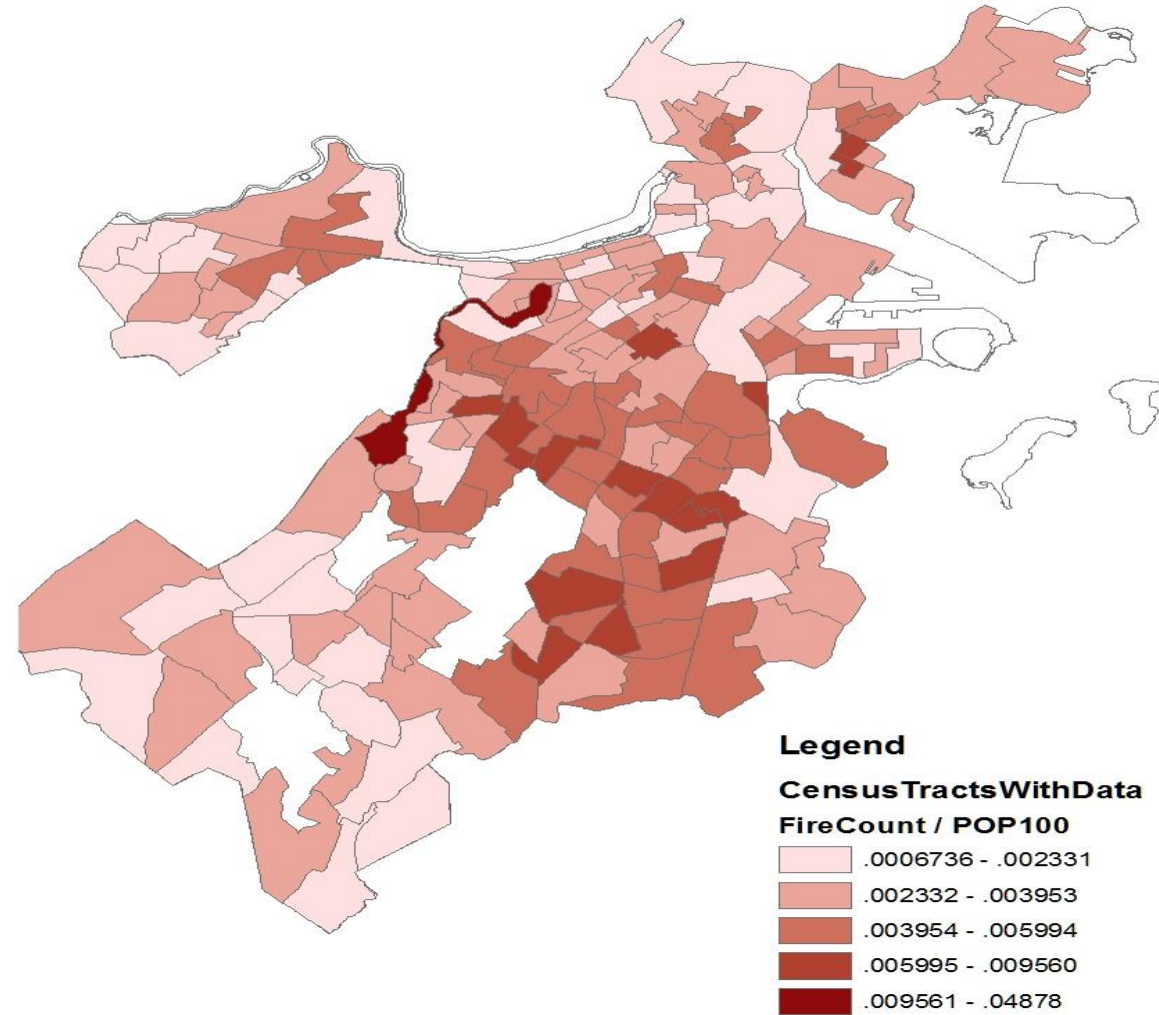 Legend
CensusTractsWithData
FireCount / POP100
.0006736 - .002331
.002332 - .003953
.003954 - .005994
.005995 - .009560
.009561 - .04878